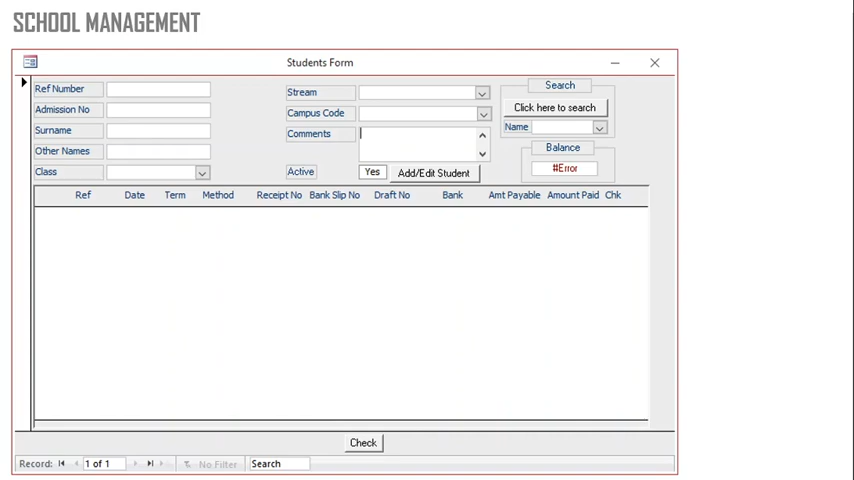 SCHOOL MANAGEMENT
Students Form
Ref Number
Admission No
Surname
Other Names
Class
Stream
Campus Code
Comments
Active Yes Add/Edit Student
Search
Click here to search
Name
Balance
#Error
Ref Date Term Method Receipt No Bank Slip No Draft No Bank Amt Payable Amount Paid Chk
Check
Record: 1 of 1 No Filter Search